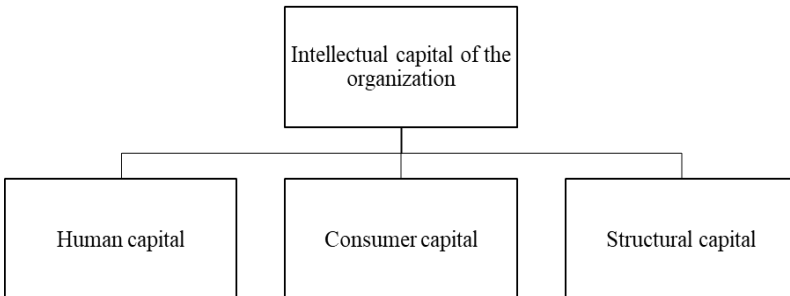 Intellectual capital of the
organization
Human capital
Consumer capital
Structural capital